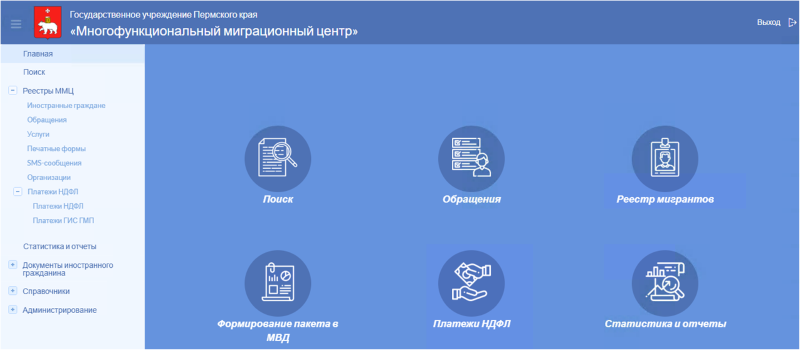 Государственное учреждение Пермского края
«Многофункциональный миграционный центр»
Выход
Главная
Поиск
Реестры ММЦ
Иностранные граждане
Обращения
Услуги
Печатные формы
SMS-сообщения
Организации
Платежи НДФЛ
Платежи НДФЛ
Платежи ГИС ГМП
Статистика и отчеты
Документы иностранного
гражданина
Справочники
Администрирование
Поиск
Обращения
Реестр мигрантов
Формирование пакета в
МВД
Платежи НДФЛ
Статистика и отчеты